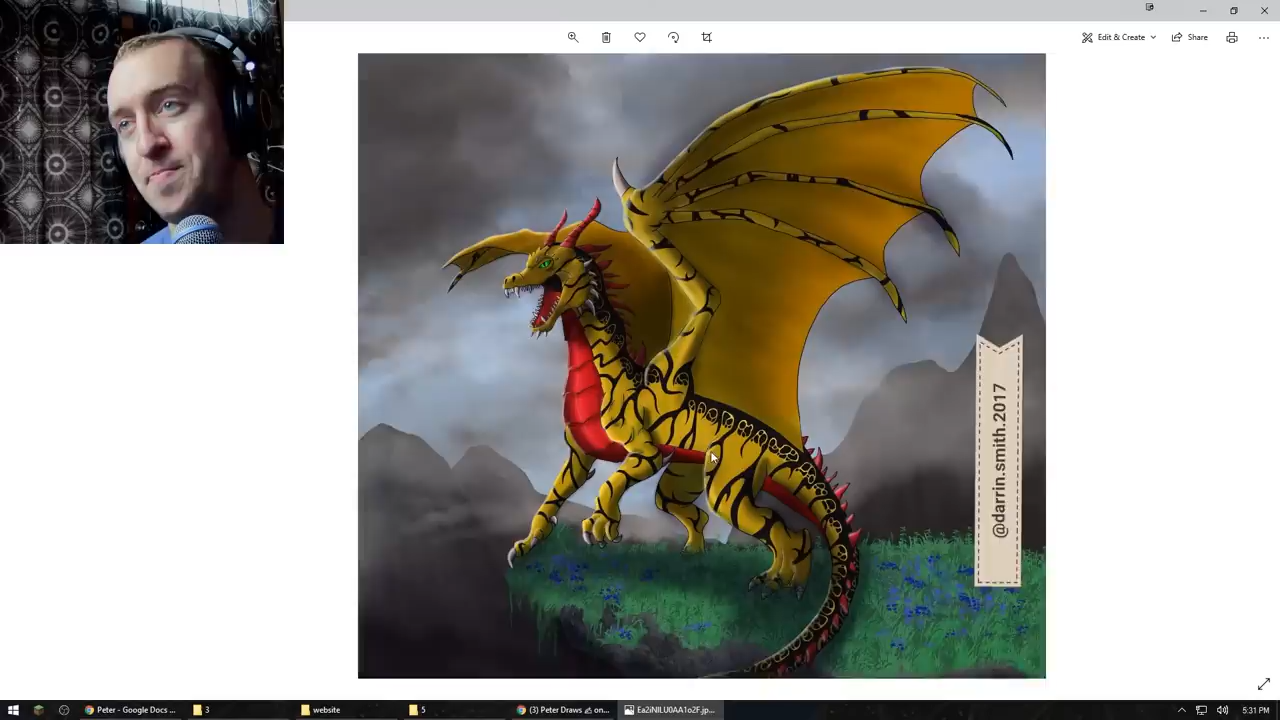 Edit & Create
Share
@darrin.smith.2017
Peter - Google Docs ...
3
website
5
(3) Peter Draws ✍ on...
Ea2iNILU0AA1o2F.jp...
5:31 PM